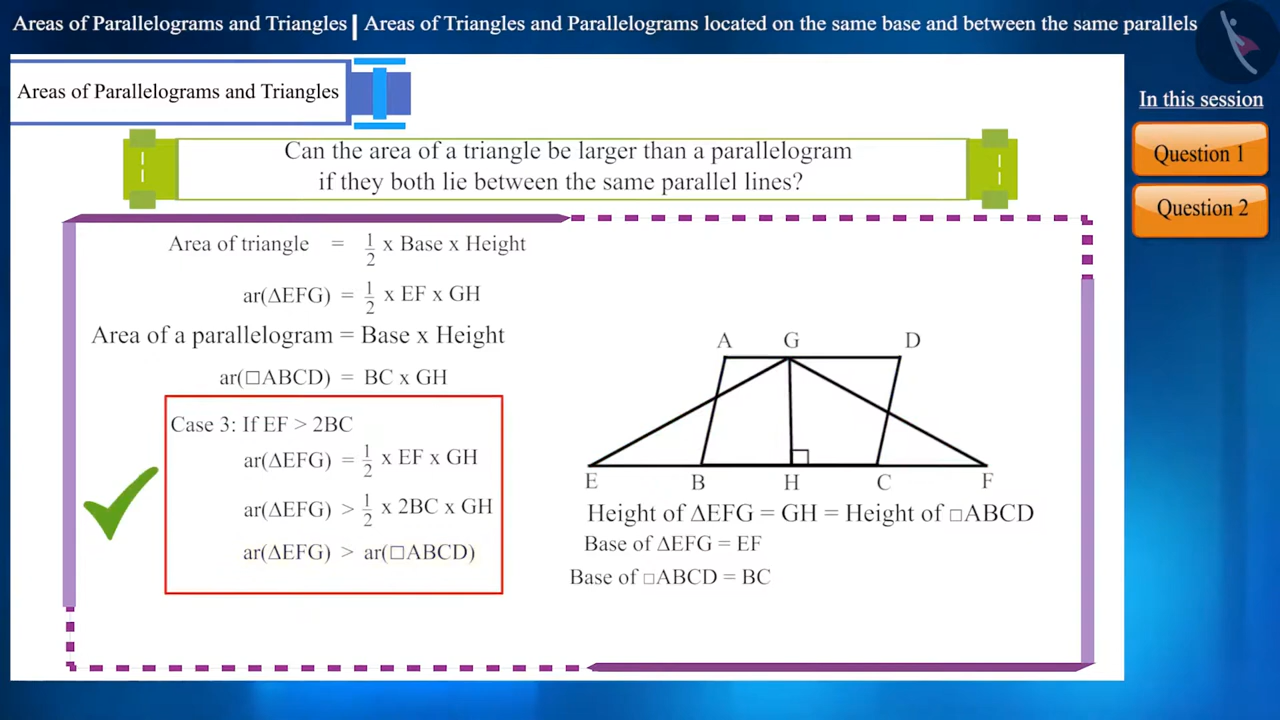 Areas of Parallelograms and Triangles | Areas of Triangles and Parallelograms located on the same base and between the same parallels
In this session
Question 1
Question 2
Areas of Parallelograms and Triangles
Can the area of a triangle be larger than a parallelogram
if they both lie between the same parallel lines?
Area of triangle = 1/2 x Base x Height
ar(ΔEFG) = 1/2 x EF x GH
Area of a parallelogram = Base x Height
ar(□ABCD) = BC x GH
Case 3: If EF > 2BC
ar(ΔEFG) = 1/2 x EF x GH
ar(ΔEFG) > 1/2 x 2BC x GH
ar(ΔEFG) > ar(□ABCD)
A G D
E B H C F
Height of ΔEFG = GH = Height of □ABCD
Base of ΔEFG = EF
Base of □ABCD = BC